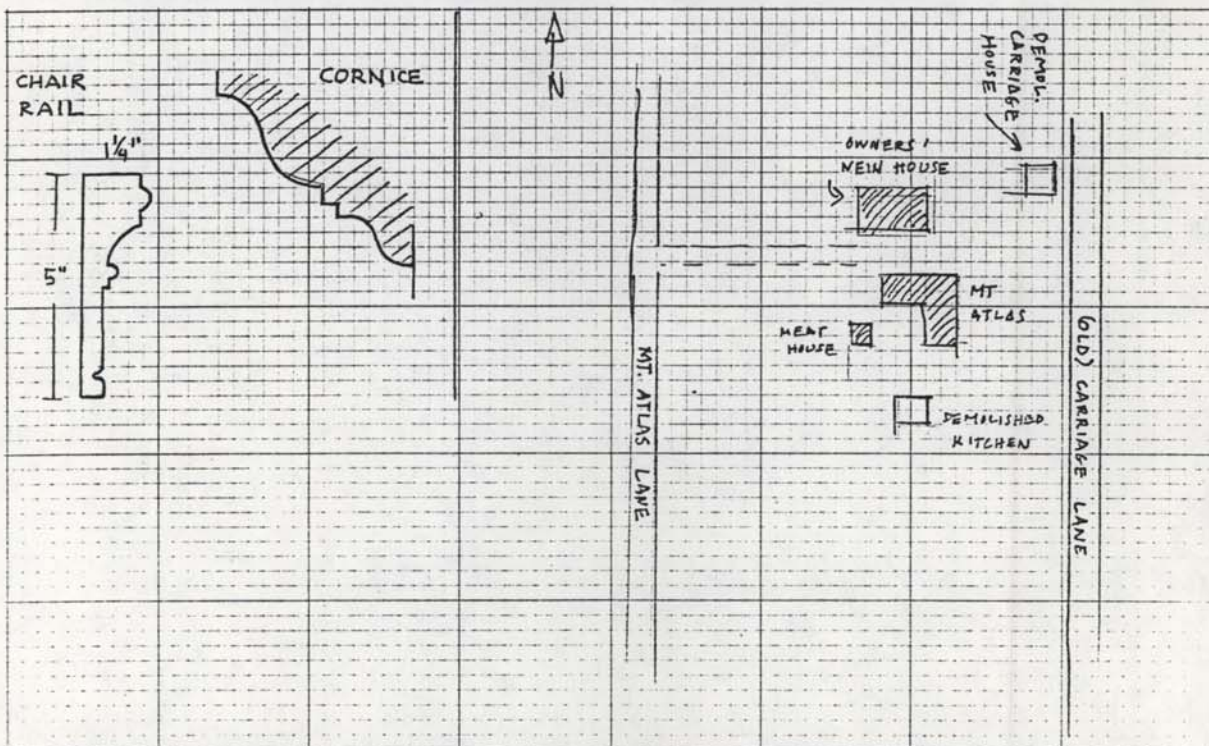 CHAIR
RAIL
1¼"
5"
CORNICE
N
MT. ATLAS LANE
OWNERS'
NEW HOUSE
DEMOL.
CARRIAGE
HOUSE
MT
ATLAS
MEAT
HOUSE
DEMOLISHED
KITCHEN
(OLD) CARRIAGE LANE